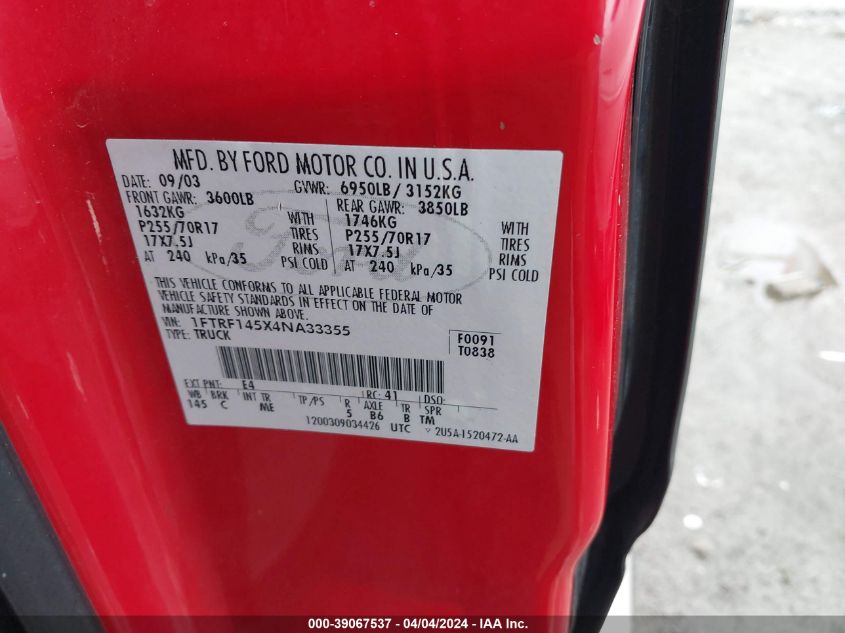 MFD. BY FORD MOTOR CO. IN U.S.A.
DATE: 09/03 GVWR: 6950LB / 3152KG
FRONT GAWR: 3600LB REAR GAWR: 3850LB
1632KG WITH 1746KG WITH
P255/70R17 TIRES P255/70R17 TIRES
17X7.5J RIMS 17X7.5J RIMS
AT 240 kPa/35 PSI COLD AT 240 kPa/35 PSI COLD
THIS VEHICLE CONFORMS TO ALL APPLICABLE FEDERAL MOTOR
VEHICLE SAFETY STANDARDS IN EFFECT ON THE DATE OF
MANUFACTURE SHOWN ABOVE.
VIN: 1FTRF145X4NA33355 F0091
TYPE: TRUCK T0838
EXT PNT: E4 RC: 41 DSO:
WB BRK INT TR TP/PS R AXLE TR SPR
145 C ME 5 B6 B TM
1200309034426 UTC 2U5A-1520472-AA
Ford
000-39067537 - 04/04/2024 - IAA Inc.